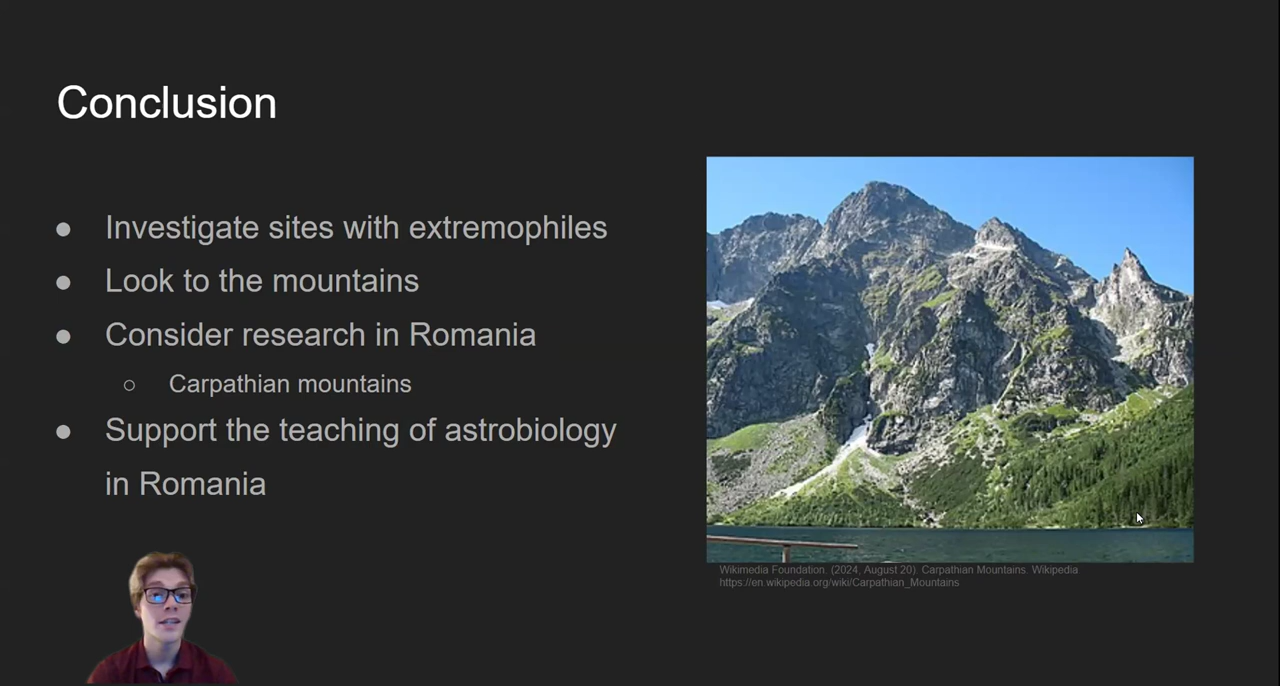 Conclusion
● Investigate sites with extremophiles
● Look to the mountains
● Consider research in Romania
○ Carpathian mountains
● Support the teaching of astrobiology
in Romania
Wikimedia Foundation. (2024, August 20). Carpathian Mountains. Wikipedia
https://en.wikipedia.org/wiki/Carpathian_Mountains